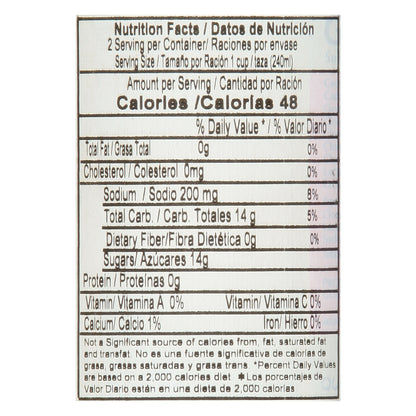 Nutrition Facts / Datos de Nutrición
2 Serving per Container/ Raciones por envase
Serving Size / Tamaño por Ración 1 cup / taza (240ml)
Amount per Serving / Cantidad por Ración
Calories /Calorías 48
% Daily Value * / % Valor Diario *
Total Fat / Grasa Total 0g 0%
Cholesterol / Colesterol 0mg 0%
Sodium / Sodio 200 mg 8%
Total Carb. / Carb. Totales 14 g 5%
Dietary Fiber/Fibra Dietética 0g 0%
Sugars/ Azúcares 14g
Protein / Proteínas 0g
Vitamin/ Vitamina A 0% Vitamin/ Vitamina C 0%
Calcium/ Calcio 1% Iron/ Hierro 0%
Not a Significant source of calories from, fat, saturated fat
and transfat. No es una fuente significativa de calorías de
grasa, grasas saturadas y grasa trans *Percent Daily Values
are based on a 2,000 calories diet * Los porcentajes de
Valor Diario están en una dieta de 2,000 calorías